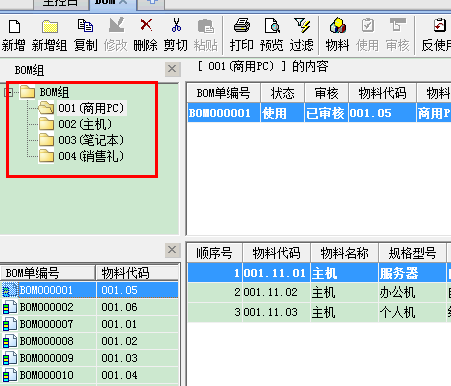 主控台 BOM
新增 新增组 复制 修改 删除 剪切 粘贴 打印 预览 过滤 物料 使用 审核 反使用
BOM组
[ 001(商用PC) ] 的内容
BOM组
001(商用PC)
002(主机)
003(笔记本)
004(销售礼)
BOM单编号 状态 审核 物料代码 物料
BOM000001 使用 已审核 001.05 商用P
BOM单编号 物料代码
BOM000001 001.05
BOM000002 001.06
BOM000007 001.01
BOM000008 001.02
BOM000009 001.03
BOM000010 001.04
顺序号 物料代码 物料名称 规格型号
1 001.11.01 主机 服务器
2 001.11.02 主机 办公机
3 001.11.03 主机 个人机